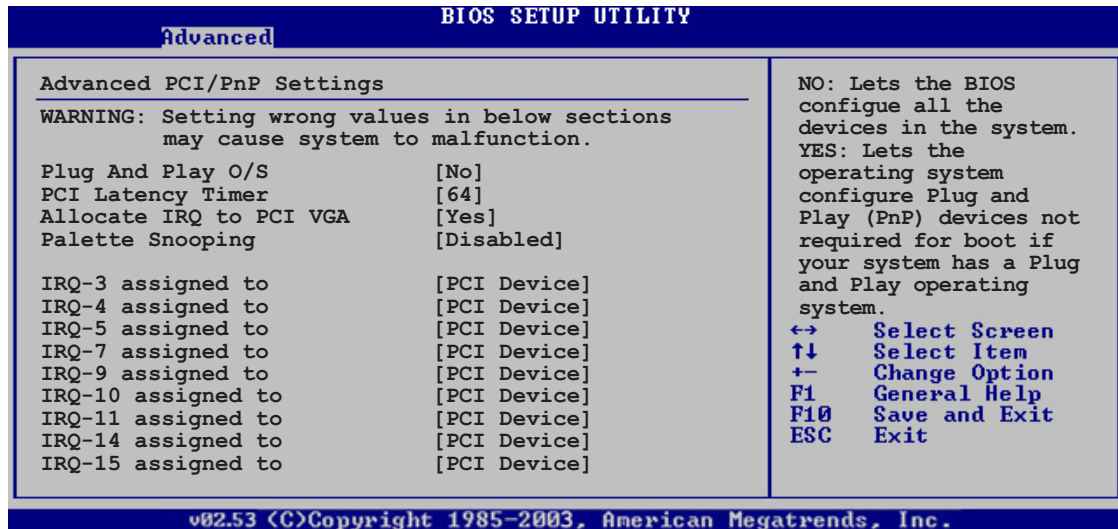 BIOS SETUP UTILITY
Advanced
Advanced PCI/PnP Settings
WARNING: Setting wrong values in below sections
may cause system to malfunction.
Plug And Play O/S [No]
PCI Latency Timer [64]
Allocate IRQ to PCI VGA [Yes]
Palette Snooping [Disabled]
IRQ-3 assigned to [PCI Device]
IRQ-4 assigned to [PCI Device]
IRQ-5 assigned to [PCI Device]
IRQ-7 assigned to [PCI Device]
IRQ-9 assigned to [PCI Device]
IRQ-10 assigned to [PCI Device]
IRQ-11 assigned to [PCI Device]
IRQ-14 assigned to [PCI Device]
IRQ-15 assigned to [PCI Device]
NO: Lets the BIOS
configue all the
devices in the system.
YES: Lets the
operating system
configure Plug and
Play (PnP) devices not
required for boot if
your system has a Plug
and Play operating
system.
←→ Select Screen
↑↓ Select Item
+- Change Option
F1 General Help
F10 Save and Exit
ESC Exit
v02.53 (C)Copyright 1985-2003, American Megatrends, Inc.